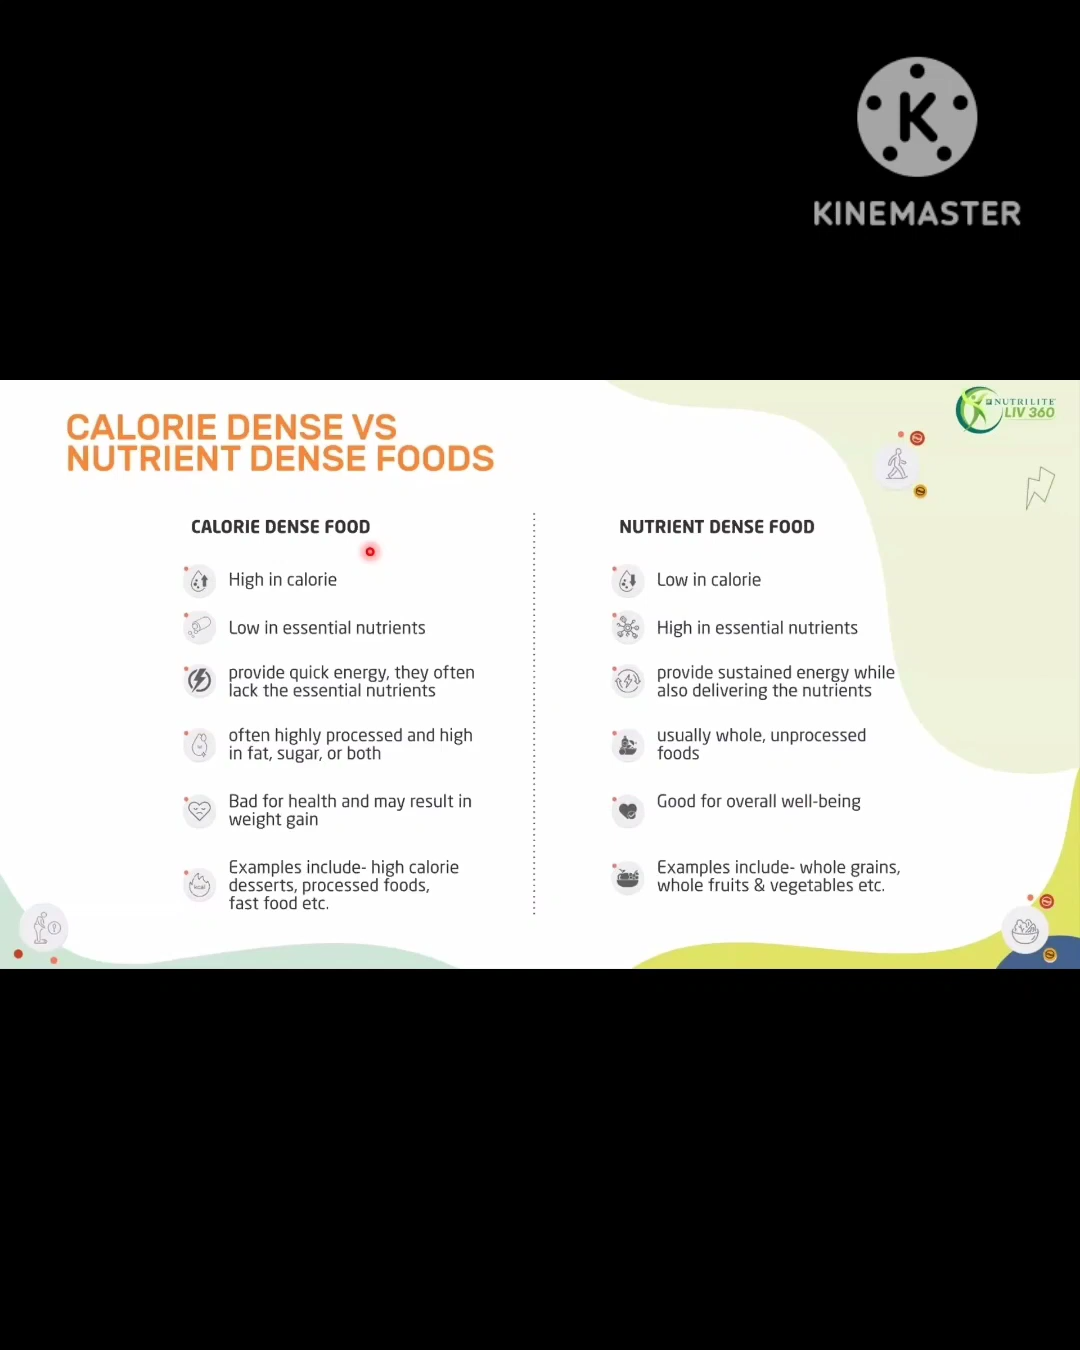 K
KINEMASTER
NUTRILITE
LIV 360
CALORIE DENSE VS
NUTRIENT DENSE FOODS
CALORIE DENSE FOOD
High in calorie
Low in essential nutrients
provide quick energy, they often
lack the essential nutrients
often highly processed and high
in fat, sugar, or both
Bad for health and may result in
weight gain
kcal
Examples include- high calorie
desserts, processed foods,
fast food etc.
NUTRIENT DENSE FOOD
Low in calorie
High in essential nutrients
provide sustained energy while
also delivering the nutrients
usually whole, unprocessed
foods
Good for overall well-being
Examples include- whole grains,
whole fruits & vegetables etc.